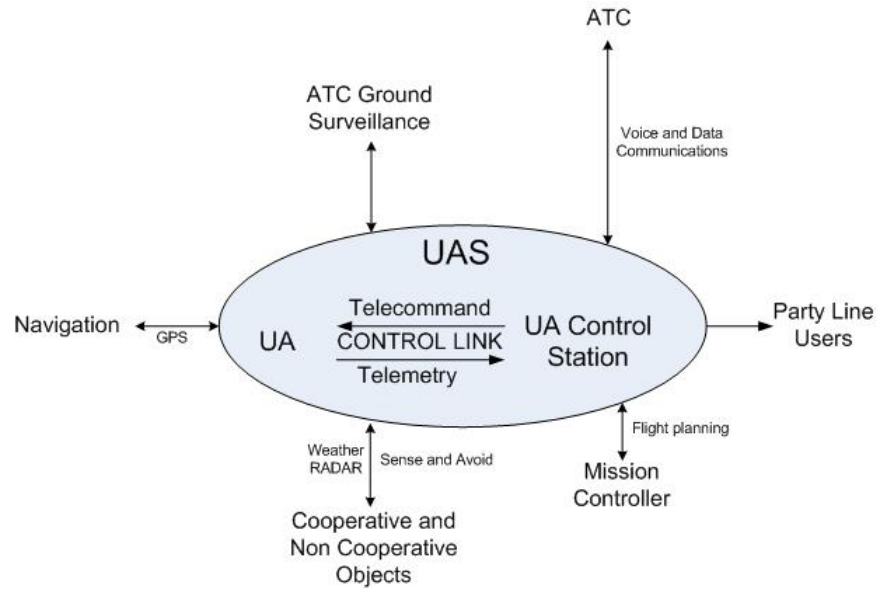 ATC
ATC Ground
Surveillance
Voice and Data
Communications
UAS
Navigation
GPS
UA
Telecommand
CONTROL LINK
Telemetry
UA Control
Station
Party Line
Users
Weather
RADAR
Sense and Avoid
Flight planning
Mission
Controller
Cooperative and
Non Cooperative
Objects